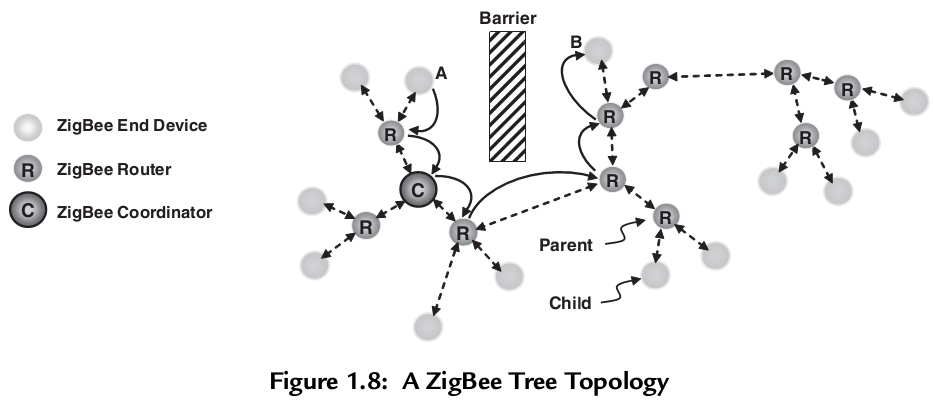 Barrier
B
A
R
R
R
R
R
R
ZigBee End Device
R
ZigBee Router
R
C
C
ZigBee Coordinator
R
R
R
Parent
Child
Figure 1.8: A ZigBee Tree Topology